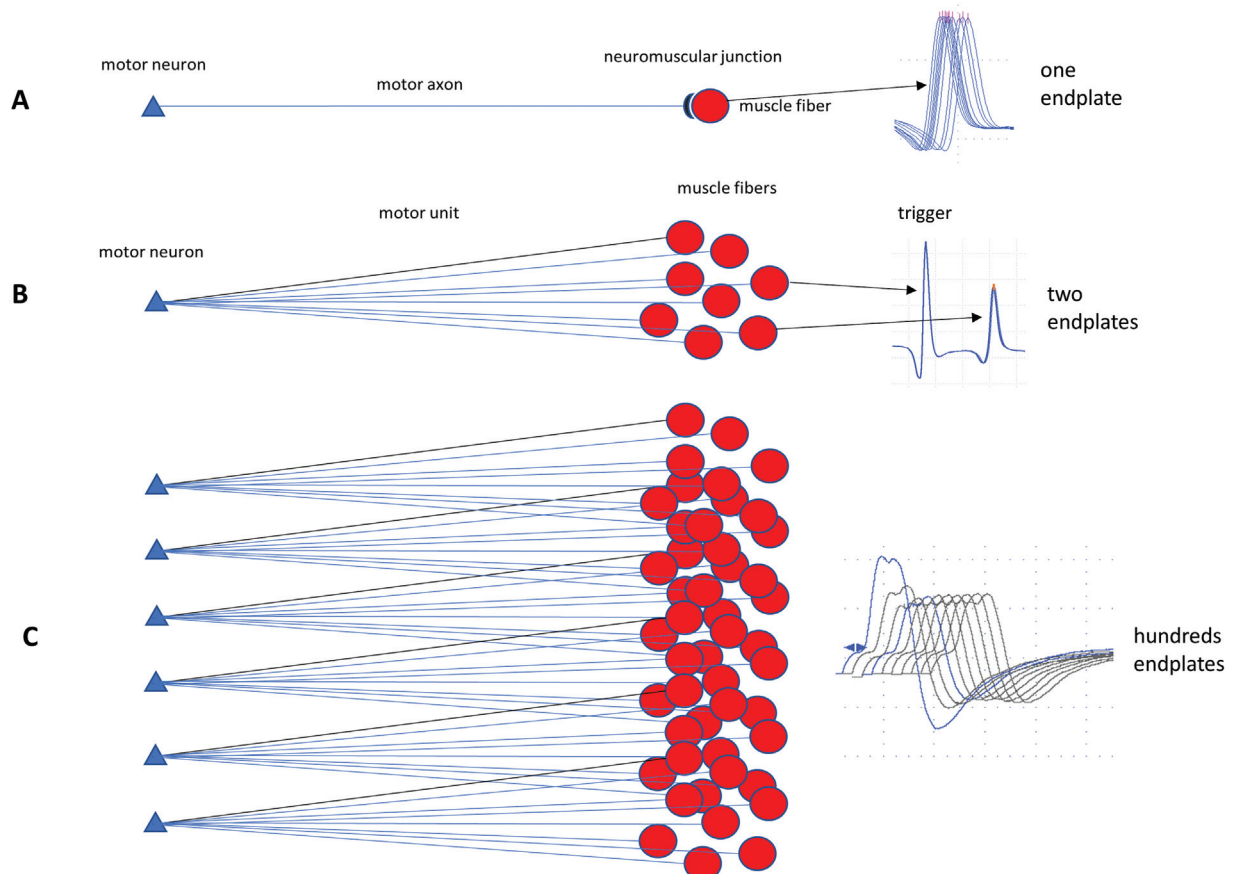 motor neuron
motor axon
neuromuscular junction
A
muscle fiber
one
endplate
muscle fibers
motor unit
trigger
motor neuron
B
two
endplates
C
hundreds
endplates